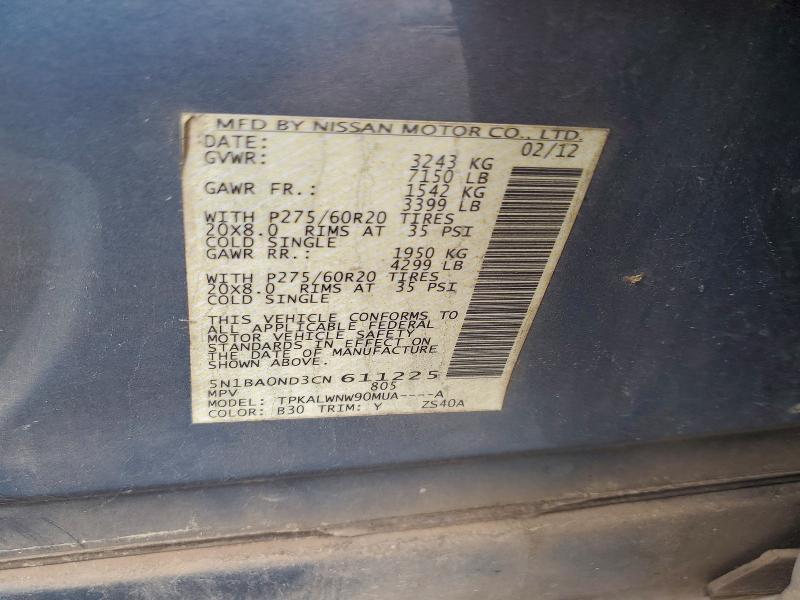 MFD BY NISSAN MOTOR CO., LTD.
DATE: 02/12
GVWR: 3243 KG
7150 LB
GAWR FR.: 1542 KG
3399 LB
WITH P275/60R20 TIRES
20X8.0 RIMS AT 35 PSI
COLD SINGLE
GAWR RR.: 1950 KG
4299 LB
WITH P275/60R20 TIRES
20X8.0 RIMS AT 35 PSI
COLD SINGLE
THIS VEHICLE CONFORMS TO
ALL APPLICABLE FEDERAL
MOTOR VEHICLE SAFETY
STANDARDS IN EFFECT ON
THE DATE OF MANUFACTURE
SHOWN ABOVE.
5N1BA0ND3CN 611225
MPV 805
MODEL: TPKALWNW90MUA----A
COLOR: B30 TRIM: Y ZS40A